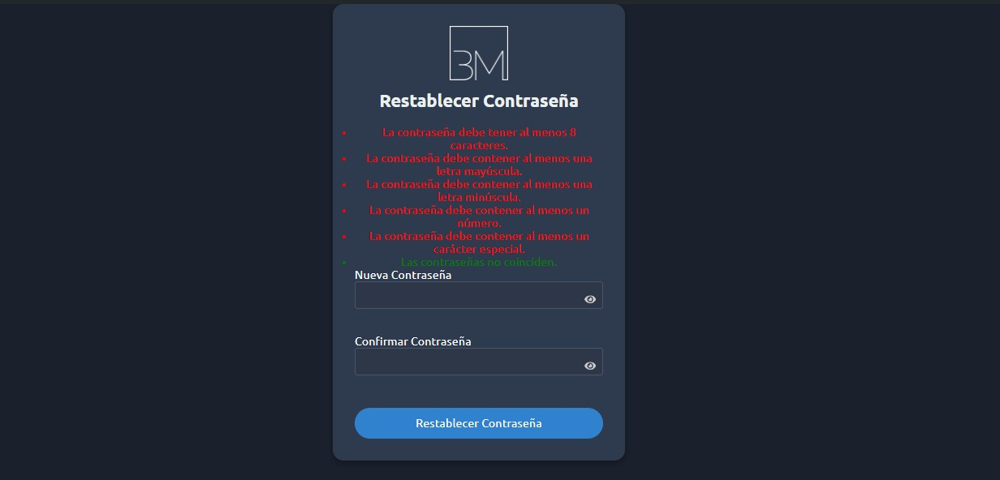 BM
Restablecer Contraseña
La contraseña debe tener al menos 8
caracteres.
La contraseña debe contener al menos una
letra mayúscula.
La contraseña debe contener al menos una
letra minúscula.
La contraseña debe contener al menos un
número.
La contraseña debe contener al menos un
carácter especial.
Las contraseñas no coinciden.
Nueva Contraseña
Confirmar Contraseña
Restablecer Contraseña